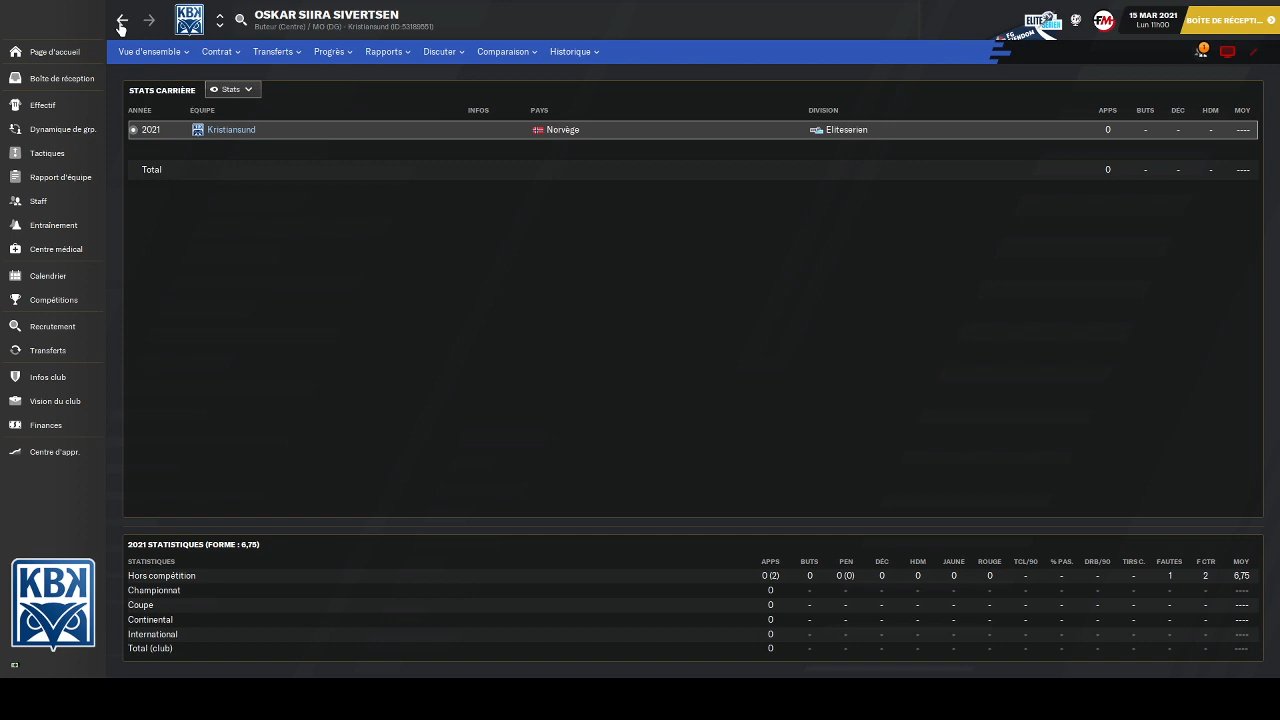 OSKAR SIIRA SIVERTSEN
Buteur (Centre) / MO (DG) - Kristiansund (ID:53189551)
15 MAR 2021
Lun 11h00
BOÎTE DE RÉCEPTI...
Vue d'ensemble Contrat Transferts Progrès Rapports Discuter Comparaison Historique
1
Page d'accueil
Boîte de réception
Effectif
Dynamique de grp.
Tactiques
Rapport d'équipe
Staff
Entraînement
Centre médical
Calendrier
Compétitions
Recrutement
Transferts
Infos club
Vision du club
Finances
Centre d'appr.
KBK
STATS CARRIÈRE Stats
ANNÉE ÉQUIPE INFOS PAYS DIVISION APPS BUTS DÉC HDM MOY
2021 Kristiansund Norvège Eliteserien 0 - - - ----
Total 0 - - - ----
2021 STATISTIQUES (FORME : 6,75)
STATISTIQUES APPS BUTS PEN DÉC HDM JAUNE ROUGE TCL/90 % PAS. DRB/90 TIRS C. FAUTES F CTR MOY
Hors compétition 0 (2) 0 0 (0) 0 0 0 0 - - - - 1 2 6,75
Championnat 0 - - - - - - - - - - - - ----
Coupe 0 - - - - - - - - - - - - ----
Continental 0 - - - - - - - - - - - - ----
International 0 - - - - - - - - - - - - ----
Total (club) 0 - - - - - - - - - - - - ----